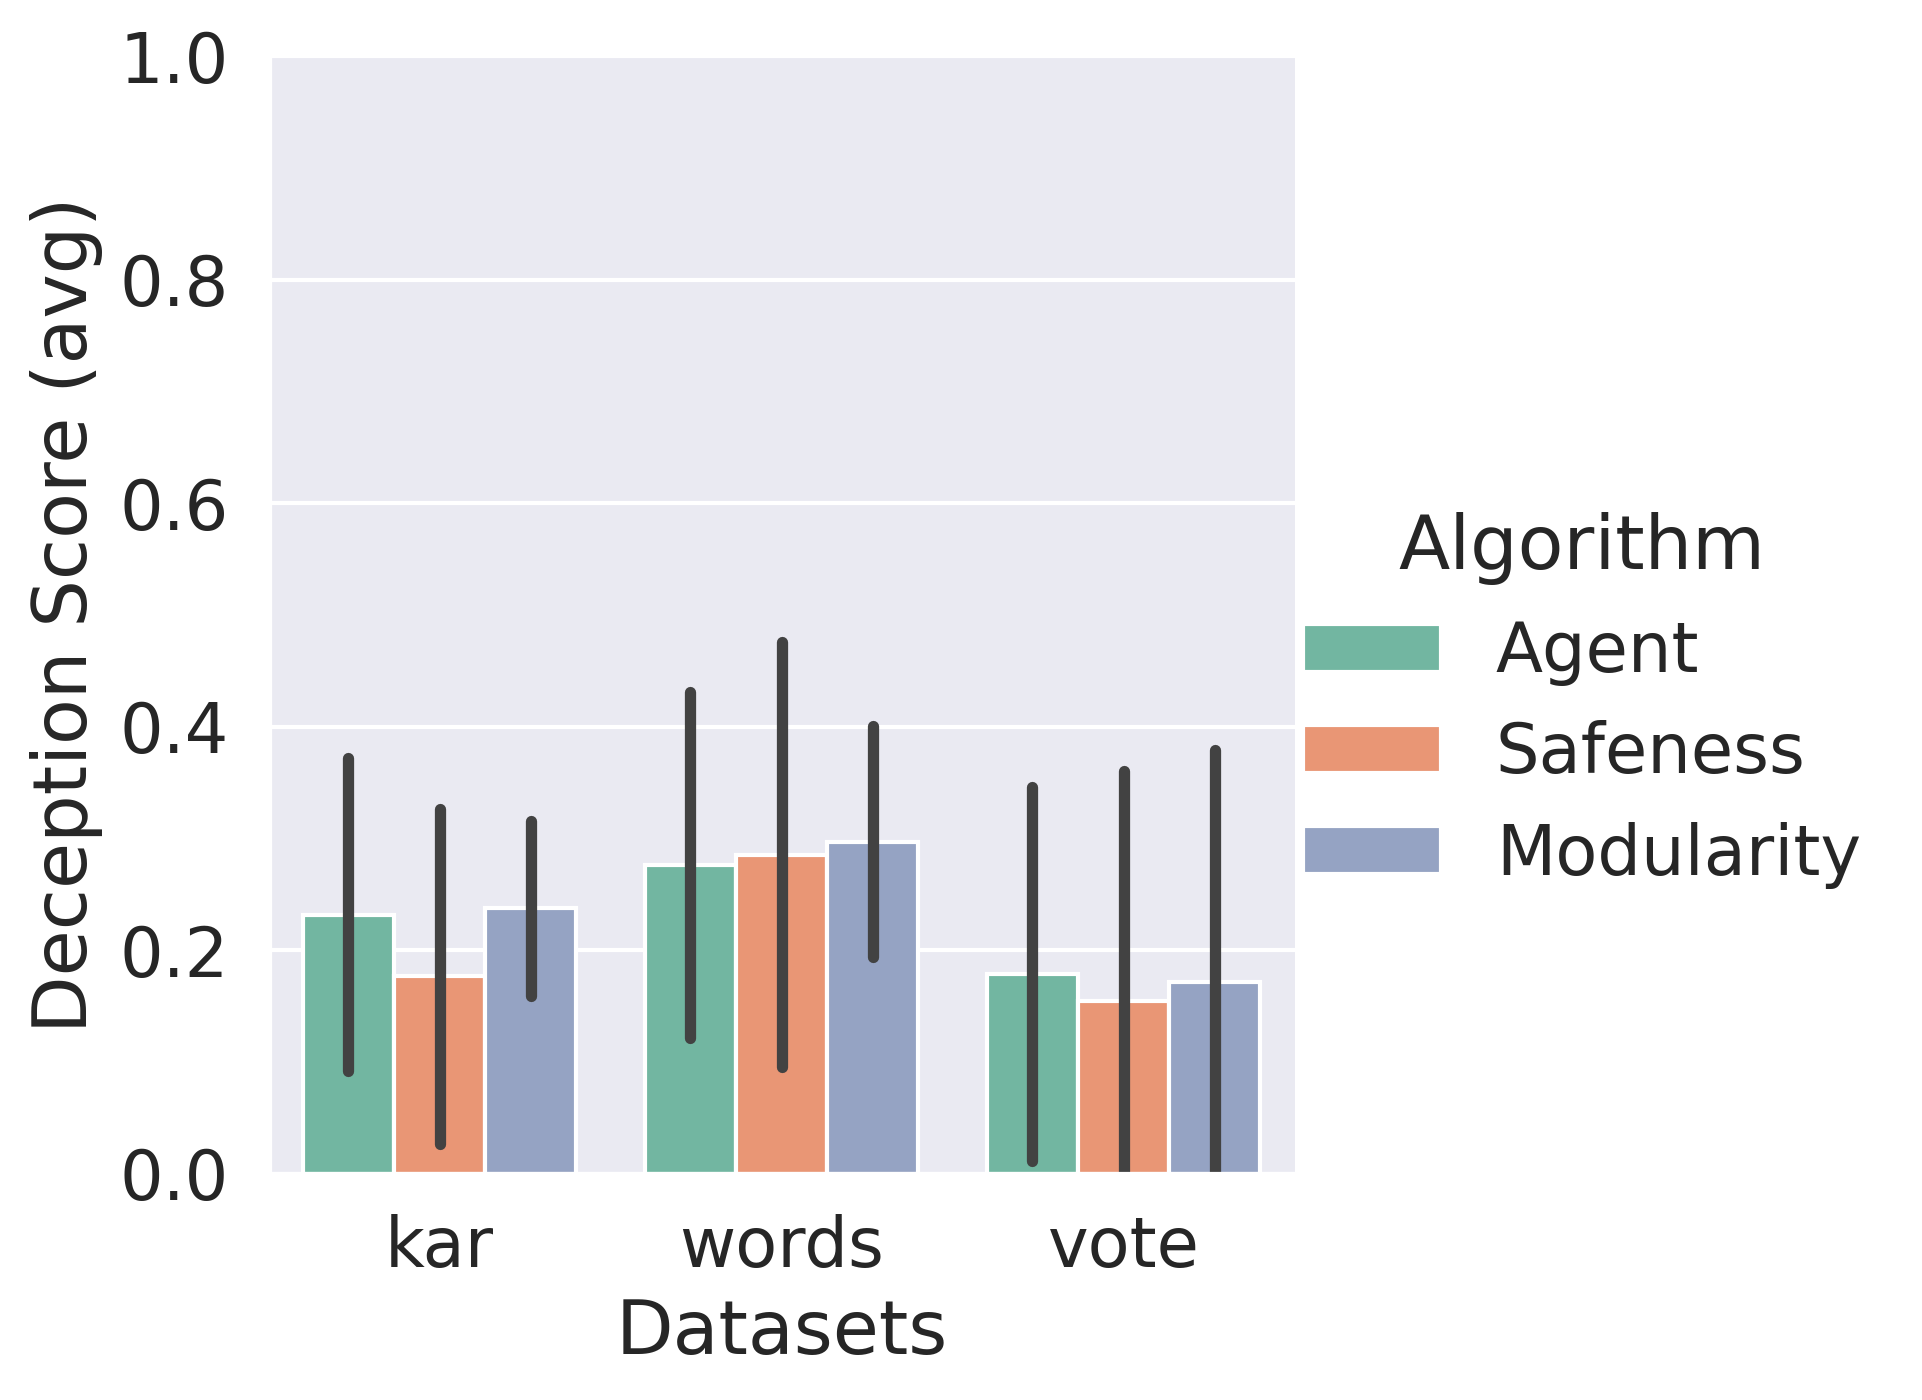 1.0
0.8
0.6
0.4
0.2
0.0
Deception Score (avg)
kar words vote
Datasets
Algorithm
Agent
Safeness
Modularity